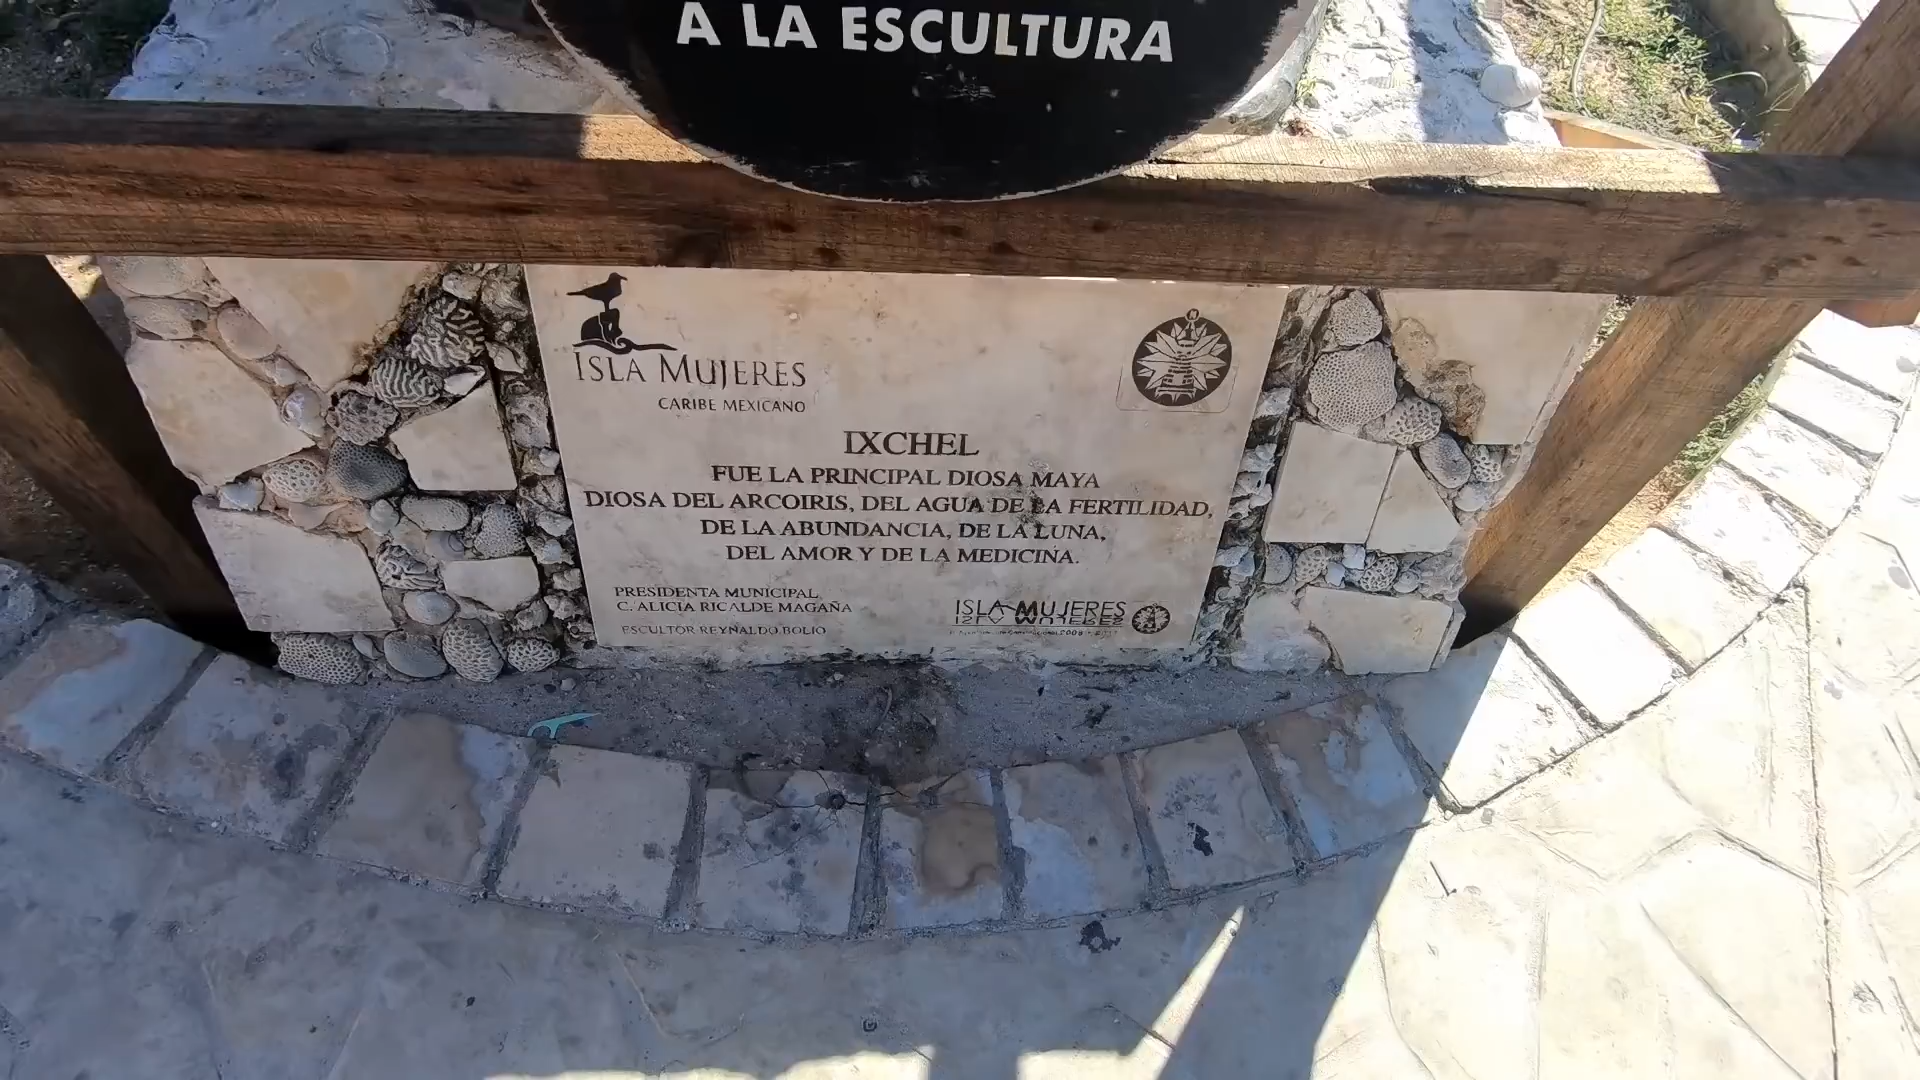 A LA ESCULTURA
ISLA MUJERES
CARIBE MEXICANO
N
IXCHEL
FUE LA PRINCIPAL DIOSA MAYA
DIOSA DEL ARCOIRIS, DEL AGUA DE LA FERTILIDAD,
DE LA ABUNDANCIA, DE LA LUNA,
DEL AMOR Y DE LA MEDICINA.
PRESIDENTA MUNICIPAL
C. ALICIA RICALDE MAGAÑA
ESCULTOR REYNALDO BOLIO
ISLA MUJERES